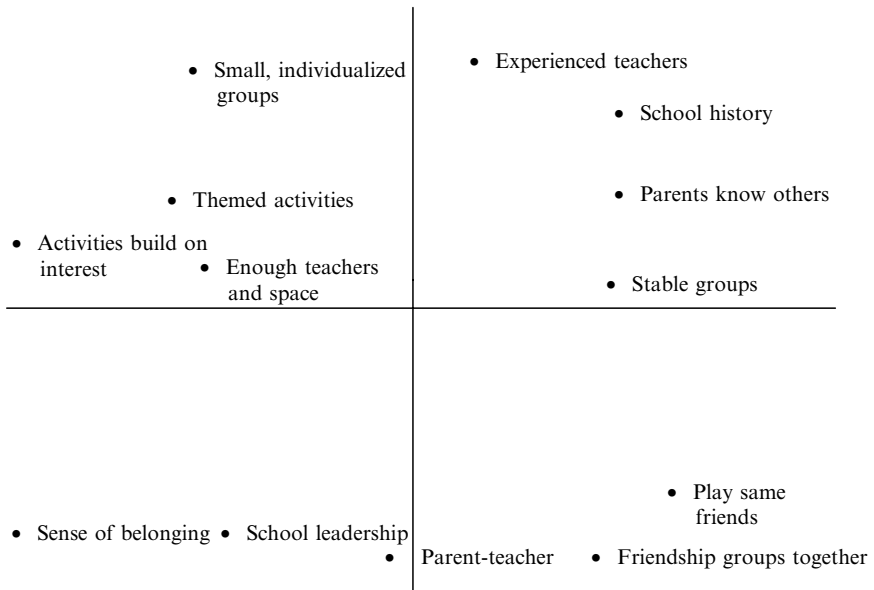 • Small, individualized
groups
• Experienced teachers
• School history
• Themed activities
• Parents know others
• Activities build on
interest
• Enough teachers
and space
• Stable groups
• Play same
friends
• Sense of belonging
• School leadership
• Parent-teacher
• Friendship groups together